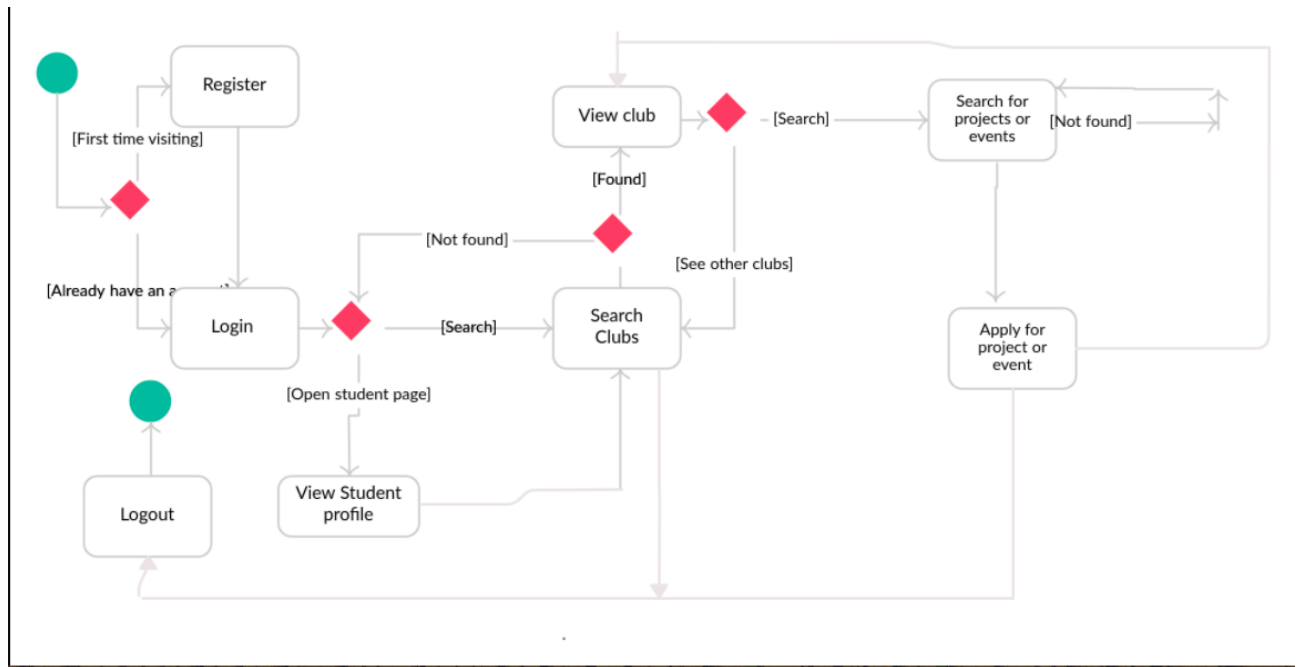 Register
[First time visiting]
View club
[Search]
Search for
projects or
events
[Not found]
[Found]
[Not found]
[See other clubs]
[Already have an a
Login
[Search]
Search
Clubs
Apply for
project or
event
[Open student page]
View Student
profile
Logout